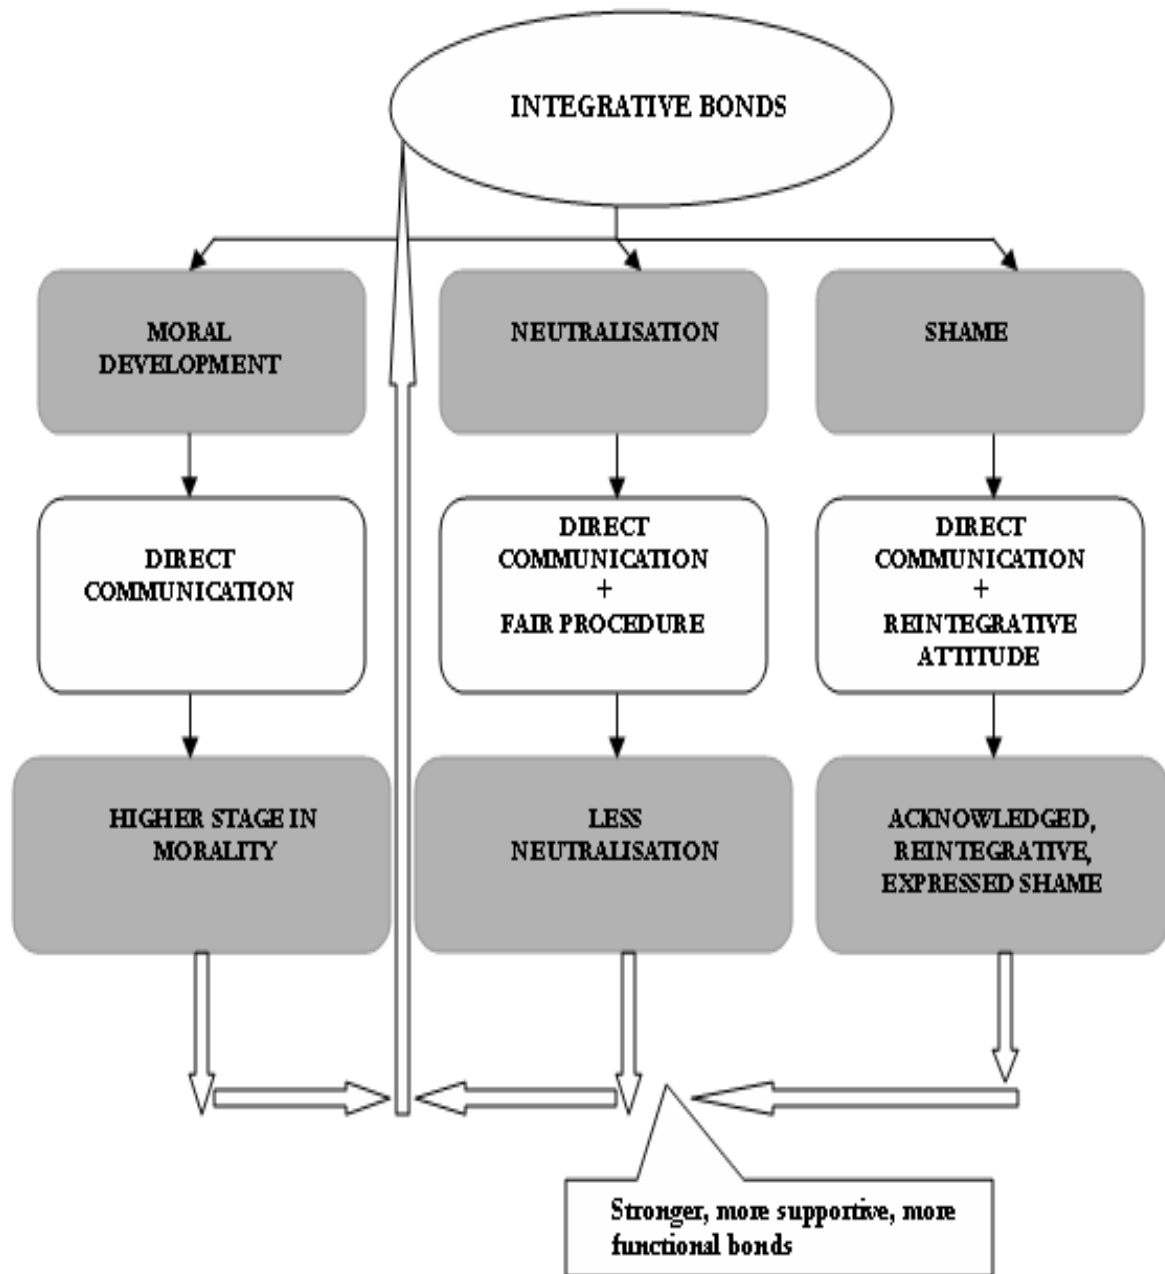 INTEGRATIVE BONDS
MORAL
DEVELOPMENT
NEUTRALISATION
SHAME
DIRECT
COMMUNICATION
DIRECT
COMMUNICATION
+
FAIR PROCEDURE
DIRECT
COMMUNICATION
+
REINTEGRATIVE
ATTITUDE
HIGHER STAGE IN
MORALITY
LESS
NEUTRALISATION
ACKNOWLEDGED,
REINTEGRATIVE,
EXPRESSED SHAME
Stronger, more supportive, more
functional bonds